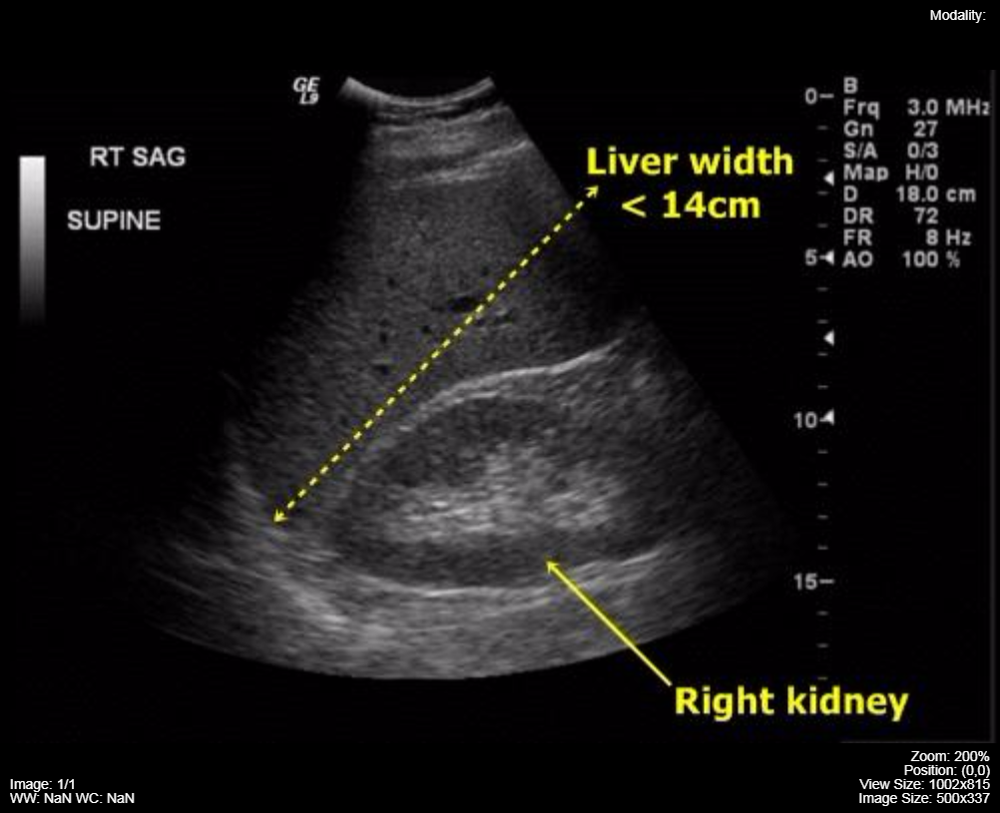 Modality:
GE
L9
RT SAG
SUPINE
Liver width
< 14cm
0
5
10
15
B
Frq 3.0 MHz
Gn 27
S/A 0/3
Map H/0
D 18.0 cm
DR 72
FR 8 Hz
AO 100 %
Right kidney
Image: 1/1
WW: NaN WC: NaN
Zoom: 200%
Position: (0,0)
View Size: 1002x815
Image Size: 500x337